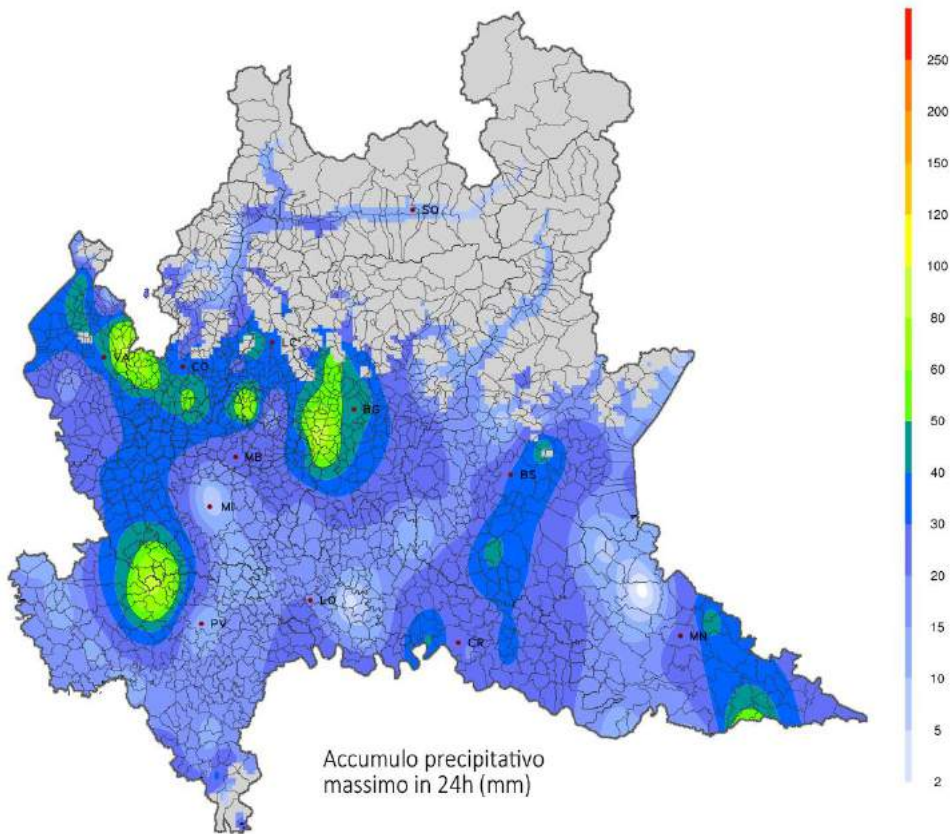 250
200
150
120
100
80
60
50
40
30
20
15
10
5
2
SO
VA
CO
LC
BG
MB
BS
MI
LO
PV
CR
MN
Accumulo precipitativo
massimo in 24h (mm)